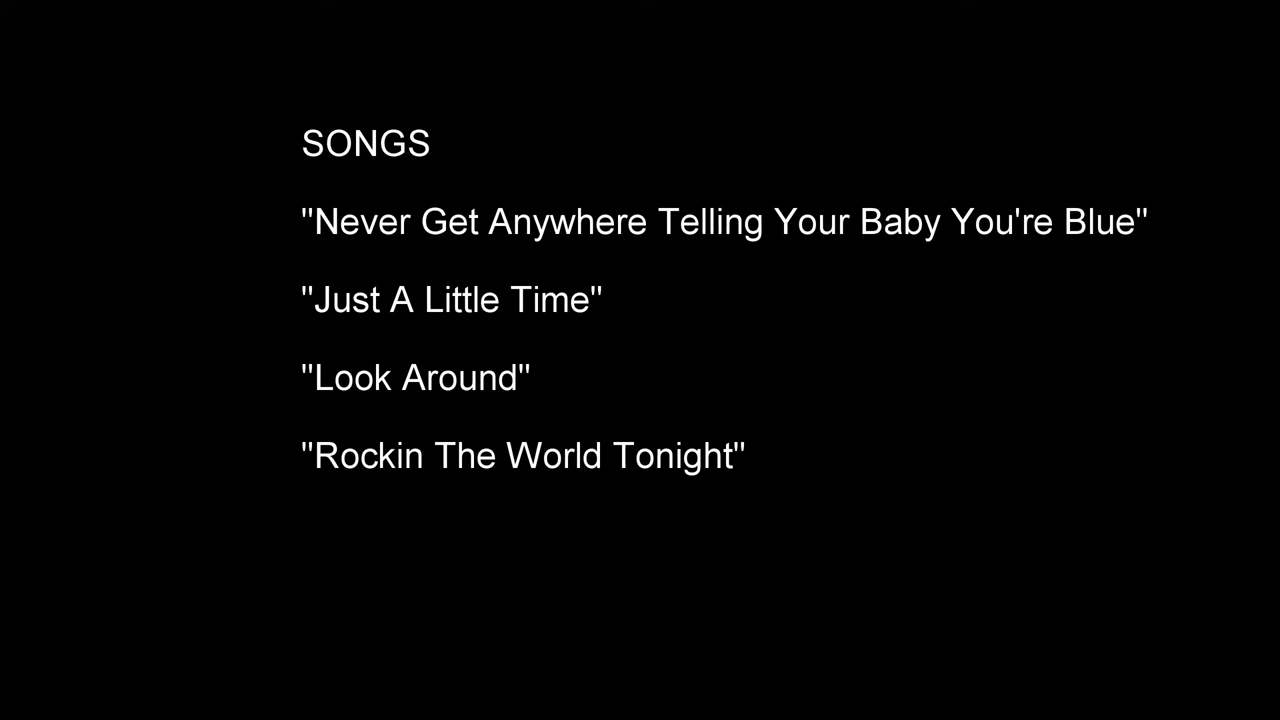 SONGS
"Never Get Anywhere Telling Your Baby You're Blue"
"Just A Little Time"
"Look Around"
"Rockin The World Tonight"